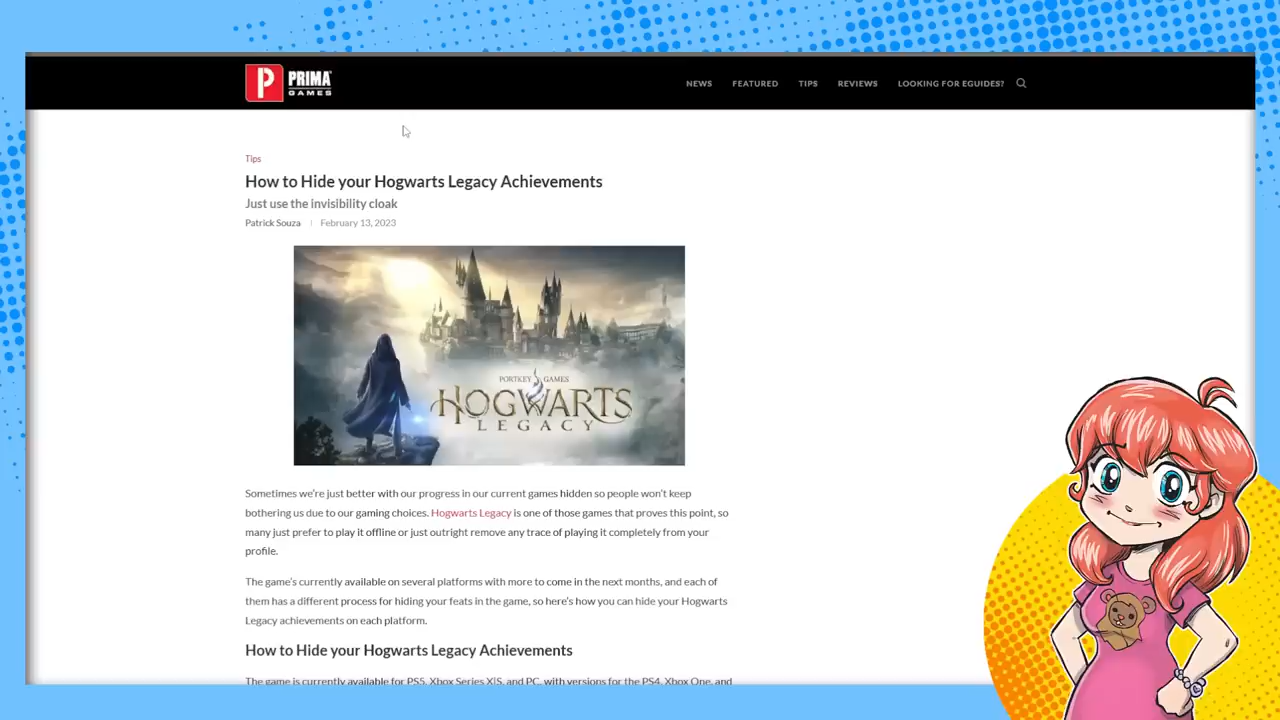 PRIMA
GAMES
NEWS FEATURED TIPS REVIEWS LOOKING FOR EGUIDES?
Tips
How to Hide your Hogwarts Legacy Achievements
Just use the invisibility cloak
Patrick Souza | February 13, 2023
PORTKEY GAMES
HOGWARTS
LEGACY
Sometimes we're just better with our progress in our current games hidden so people won't keep
bothering us due to our gaming choices. Hogwarts Legacy is one of those games that proves this point, so
many just prefer to play it offline or just outright remove any trace of playing it completely from your
profile.
The game's currently available on several platforms with more to come in the next months, and each of
them has a different process for hiding your feats in the game, so here's how you can hide your Hogwarts
Legacy achievements on each platform.
How to Hide your Hogwarts Legacy Achievements
The game is currently available for PS5, Xbox Series X|S, and PC, with versions for the PS4, Xbox One, and